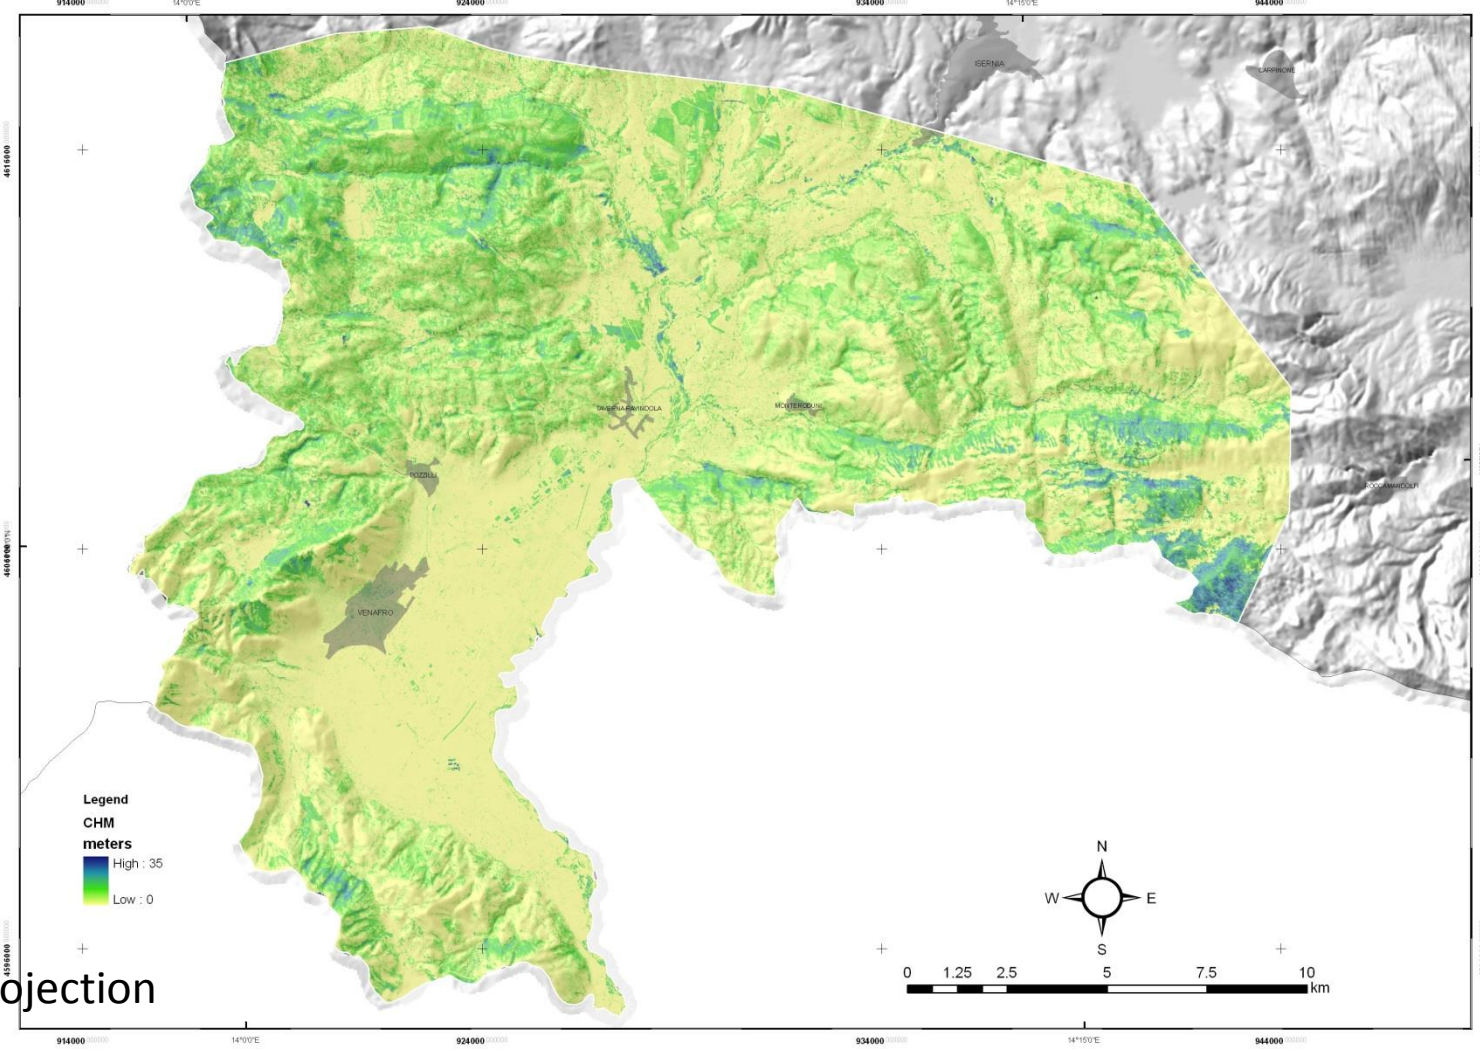 914000
14°0'0"E
924000
934000
14°15'0"E
944000
ISERNIA
CARPINONE
4616000
TAVERNA RAVINDOLA
MONTERODUNI
POZZILLI
ROCCAMANDOLFI
4606000
VENAFRO
Legend
CHM
meters
High : 35
Low : 0
N
W
E
S
4596000
0 1.25 2.5 5 7.5 10
km
ojection
914000
14°0'0"E
924000
934000
14°15'0"E
944000